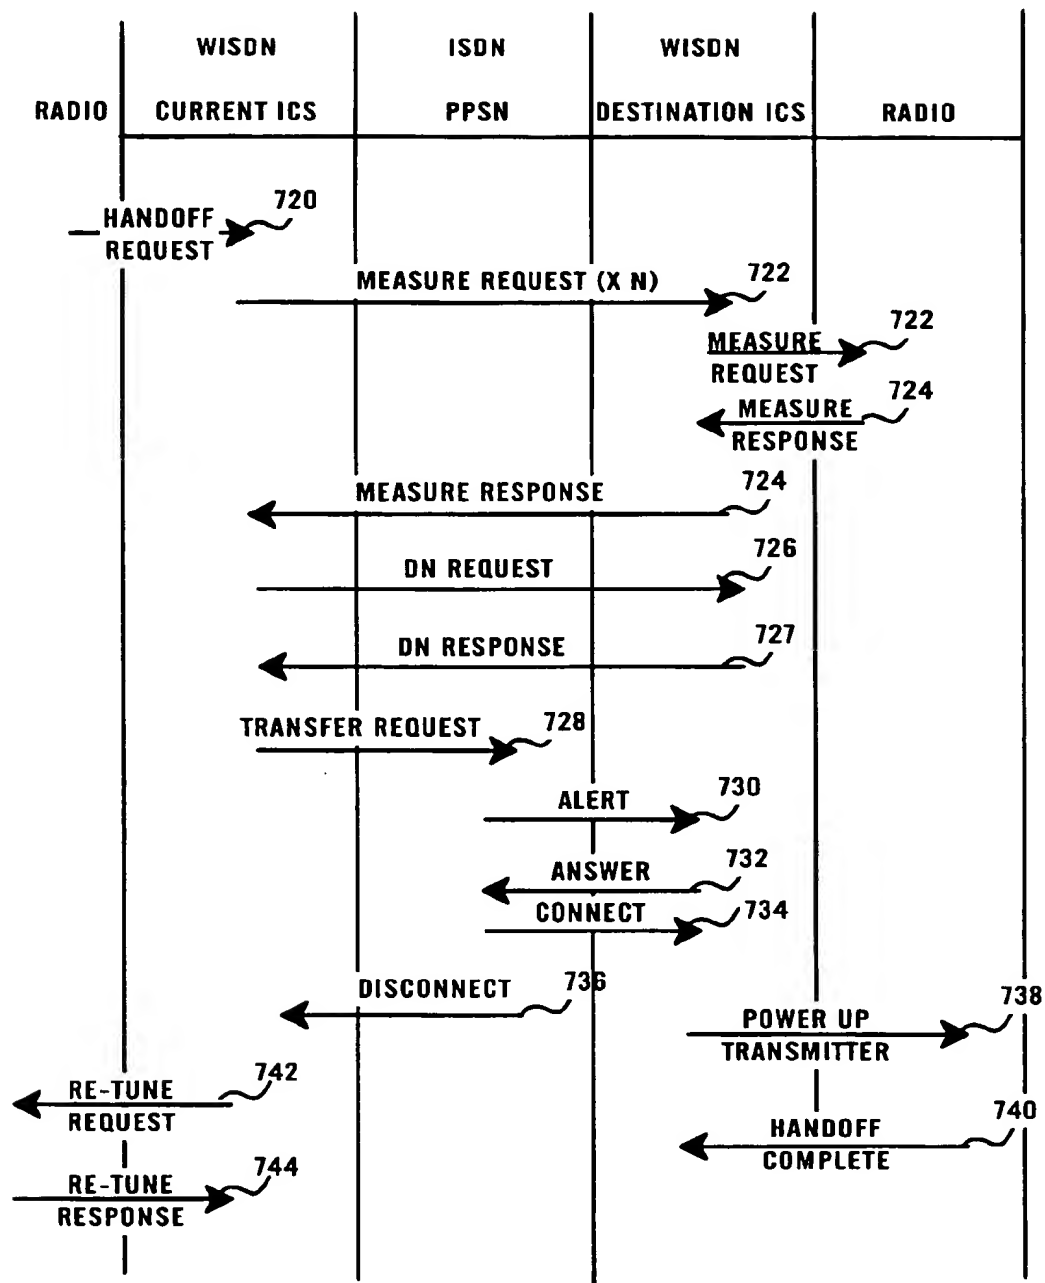 WISDN ISDN WISDN
RADIO CURRENT ICS PPSN DESTINATION ICS RADIO
720
HANDOFF
REQUEST
MEASURE REQUEST (X N) 722
722
MEASURE
REQUEST
724
MEASURE
RESPONSE
724
MEASURE RESPONSE
726
DN REQUEST
727
DN RESPONSE
728
TRANSFER REQUEST
730
ALERT
732
ANSWER
CONNECT 734
736
DISCONNECT
738
POWER UP
TRANSMITTER
742
RE-TUNE
REQUEST
740
HANDOFF
COMPLETE
744
RE-TUNE
RESPONSE